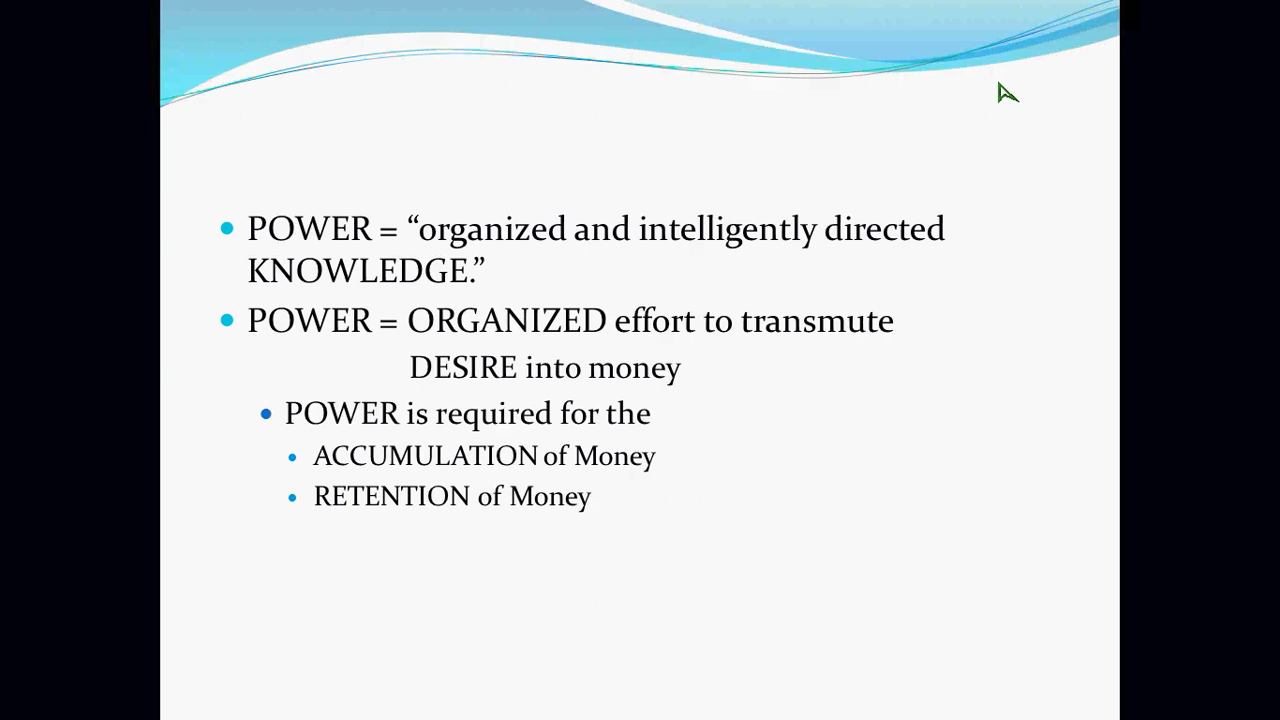 POWER = “organized and intelligently directed
KNOWLEDGE.”
POWER = ORGANIZED effort to transmute
DESIRE into money
POWER is required for the
ACCUMULATION of Money
RETENTION of Money